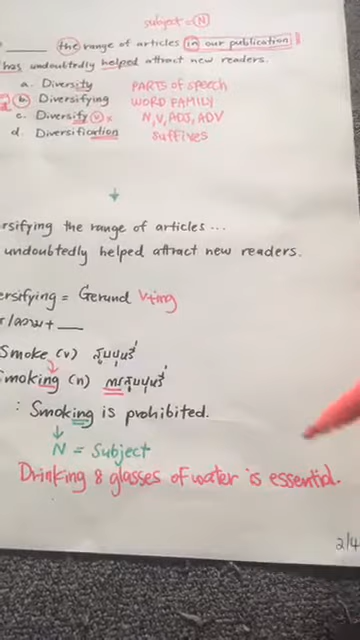 subject = N
the range of articles in our publication
has undoubtedly helped attract new readers.
a. Diversity PARTS of speech
b. Diversifying WORD FAMILY
c. Diversify (V) x N, V, ADJ, ADV
d. Diversification suffixes
↓
rsifying the range of articles...
undoubtedly helped attract new readers.
ersifying = Gerund V+ing
Smoke (v) สูบบุหรี่
moking (n) การสูบบุหรี่
: Smoking is prohibited.
↓
N = Subject
Drinking 8 glasses of water is essential.
2/4